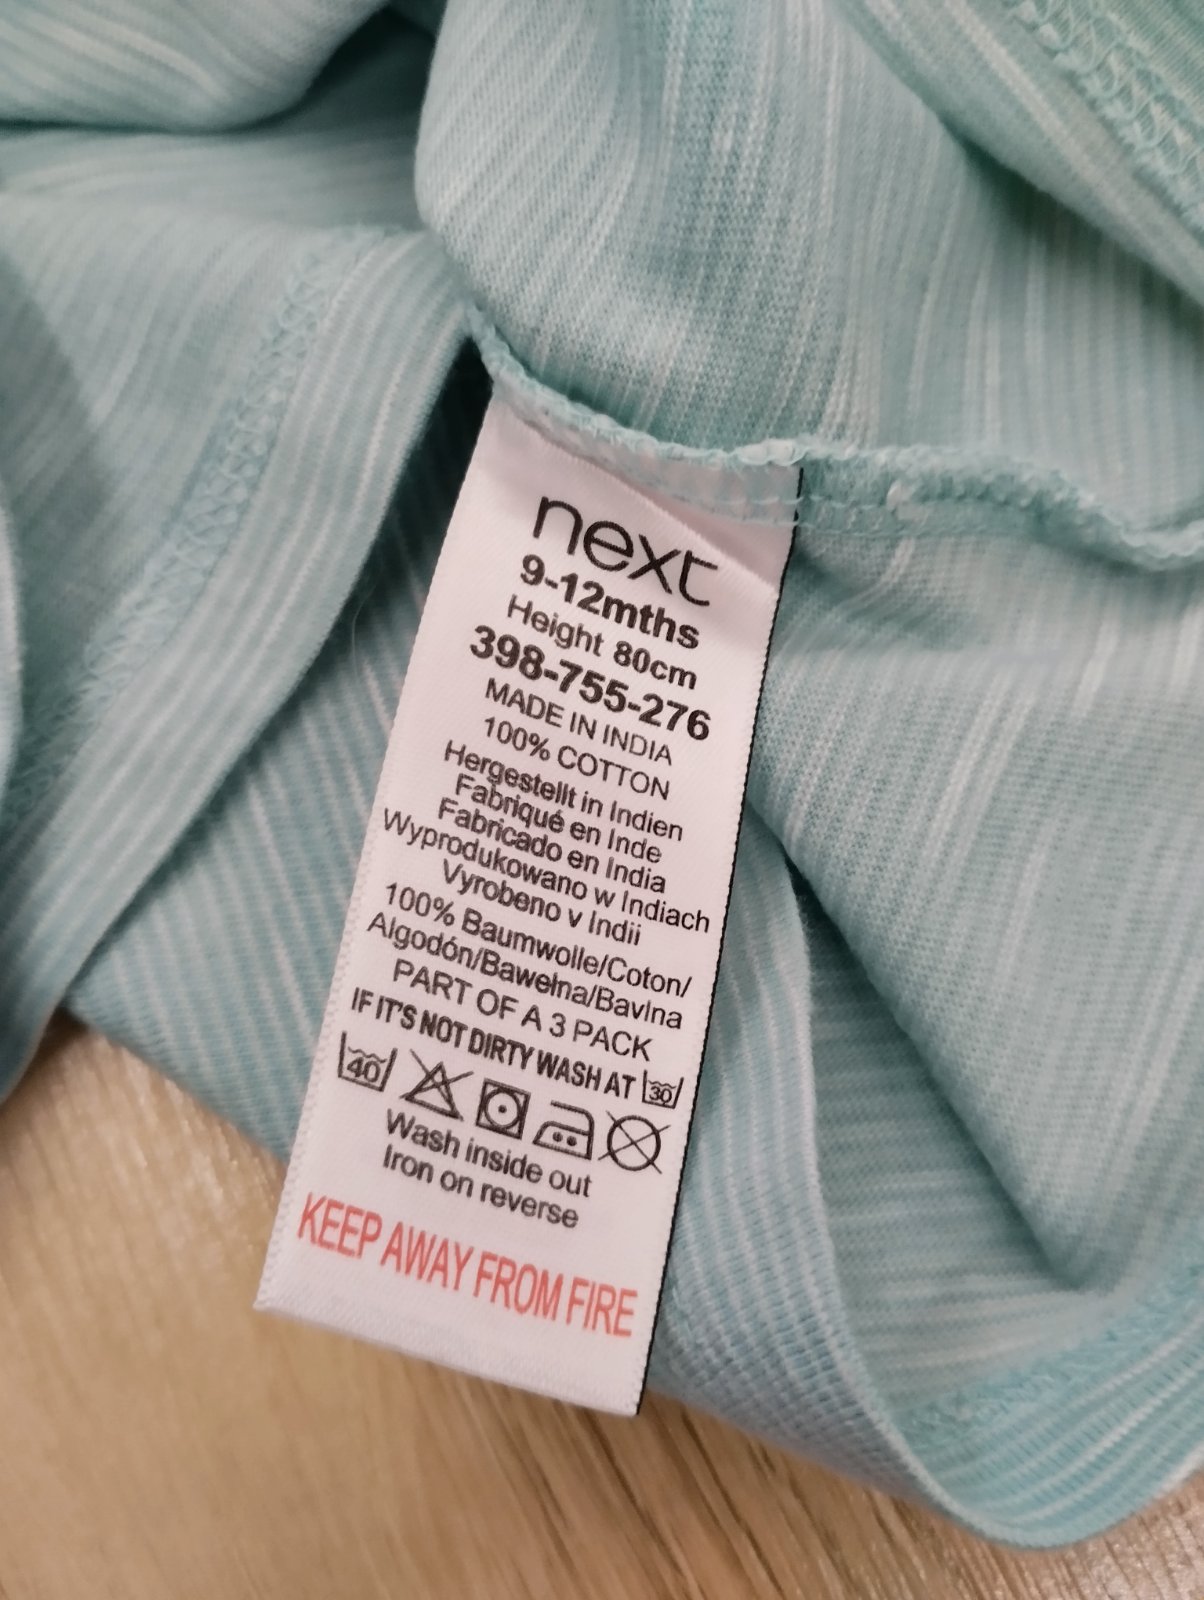 next
9-12mths
Height 80cm
398-755-276
MADE IN INDIA
100% COTTON
Hergestellt in Indien
Fabriqué en Inde
Fabricado en India
Wyprodukowano w Indiach
Vyrobeno v Indii
100% Baumwolle/Coton/
Algodón/Bawełna/Bavlna
PART OF A 3 PACK
IF IT'S NOT DIRTY WASH AT 30
40
Wash inside out
Iron on reverse
KEEP AWAY FROM FIRE